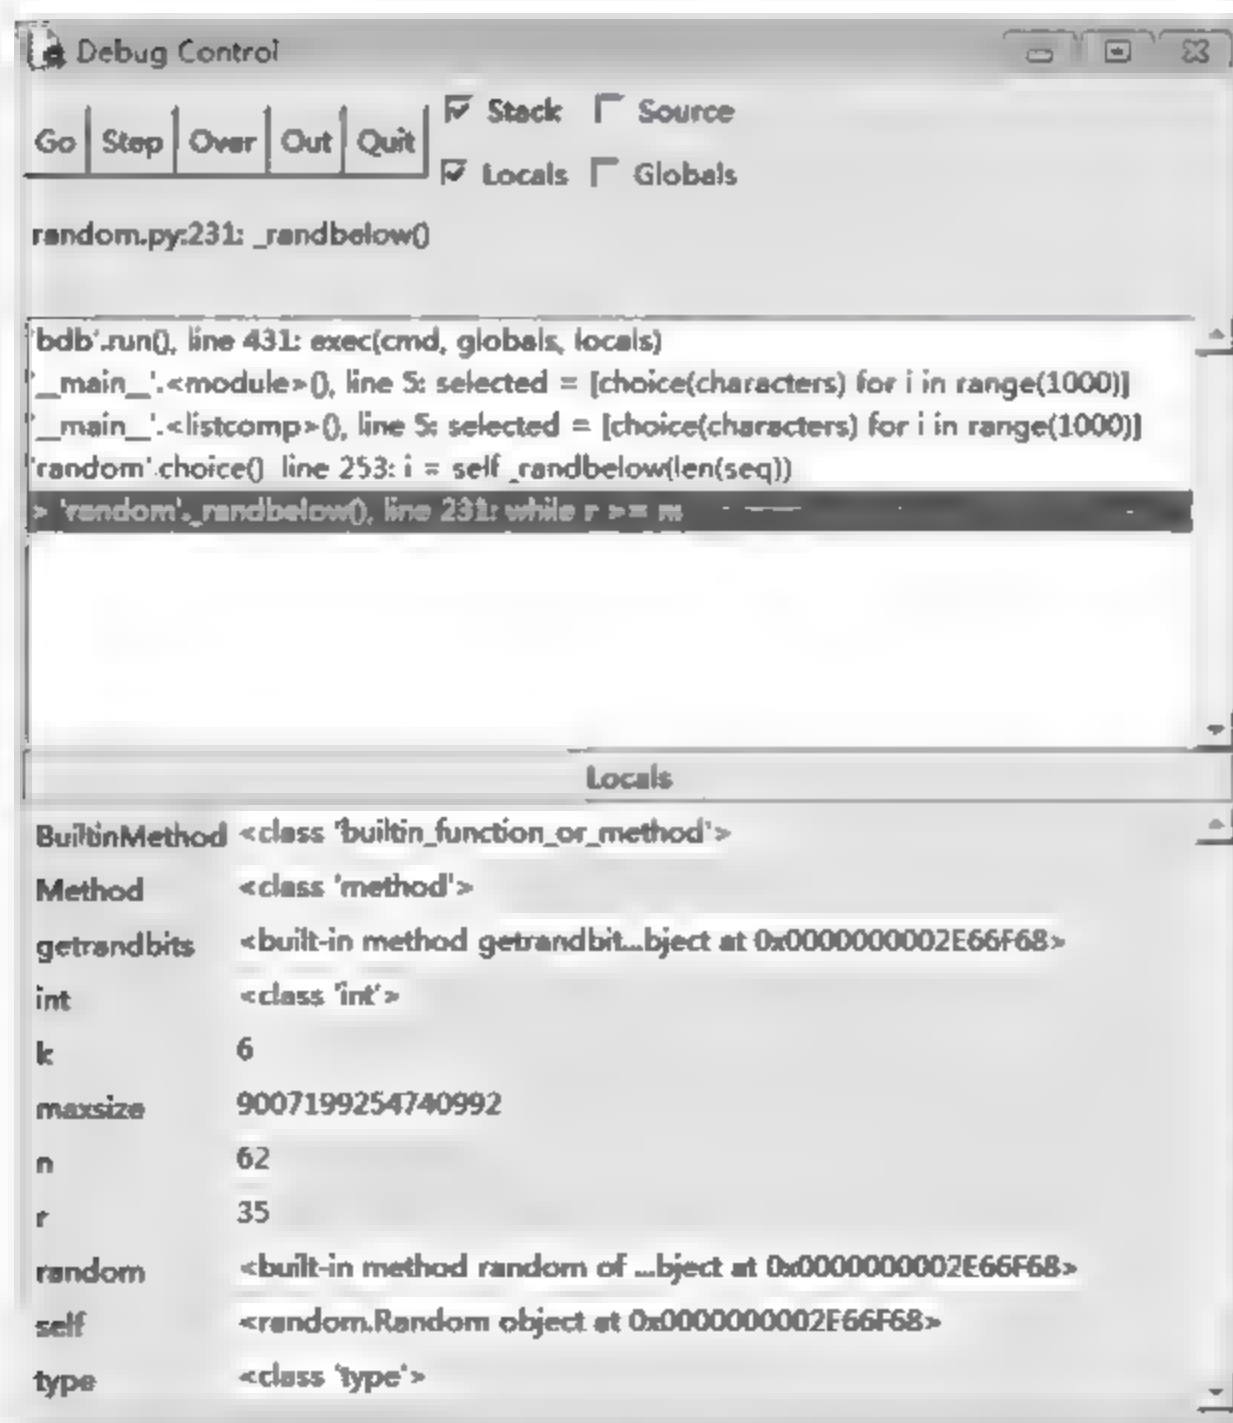 Debug Control
Go Step Over Out Quit
Stack Source
Locals Globals
random.py:231: _randbelow()
'bdb'.run(), line 431: exec(cmd, globals, locals)
'__main__'.<module>(), line 5: selected = [choice(characters) for i in range(1000)]
'__main__'.<listcomp>(), line 5: selected = [choice(characters) for i in range(1000)]
'random'.choice() line 253: i = self _randbelow(len(seq))
> 'random'._randbelow(), line 231: while r >= m
Locals
BuiltinMethod <class 'builtin_function_or_method'>
Method <class 'method'>
getrandbits <built-in method getrandbit...bject at 0x0000000002E66F68>
int <class 'int'>
k 6
maxsize 9007199254740992
n 62
r 35
random <built-in method random of ...bject at 0x0000000002E66F68>
self <random.Random object at 0x0000000002E66F68>
type <class 'type'>